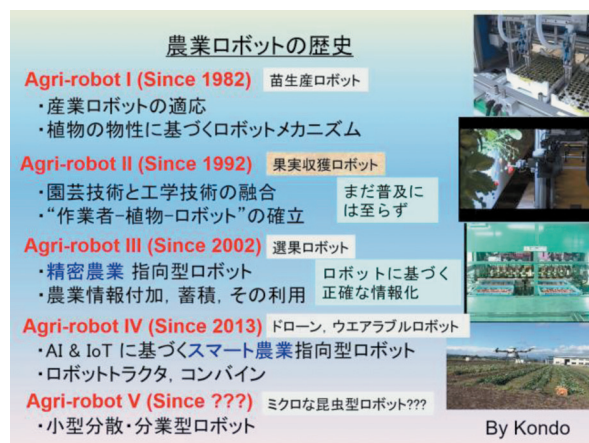 農業ロボットの歴史
Agri-robot I (Since 1982) 苗生産ロボット
・産業ロボットの適応
・植物の物性に基づくロボットメカニズム
Agri-robot II (Since 1992) 果実収獲ロボット
・園芸技術と工学技術の融合
・“作業者-植物-ロボット”の確立
まだ普及に
は至らず
Agri-robot III (Since 2002) 選果ロボット
・精密農業 指向型ロボット
・農業情報付加, 蓄積, その利用
ロボットに基づく
正確な情報化
Agri-robot IV (Since 2013) ドローン, ウエアラブルロボット
・AI & IoT に基づくスマート農業指向型ロボット
・ロボットトラクタ, コンバイン
Agri-robot V (Since ???) ミクロな昆虫型ロボット???
・小型分散・分業型ロボット
By Kondo